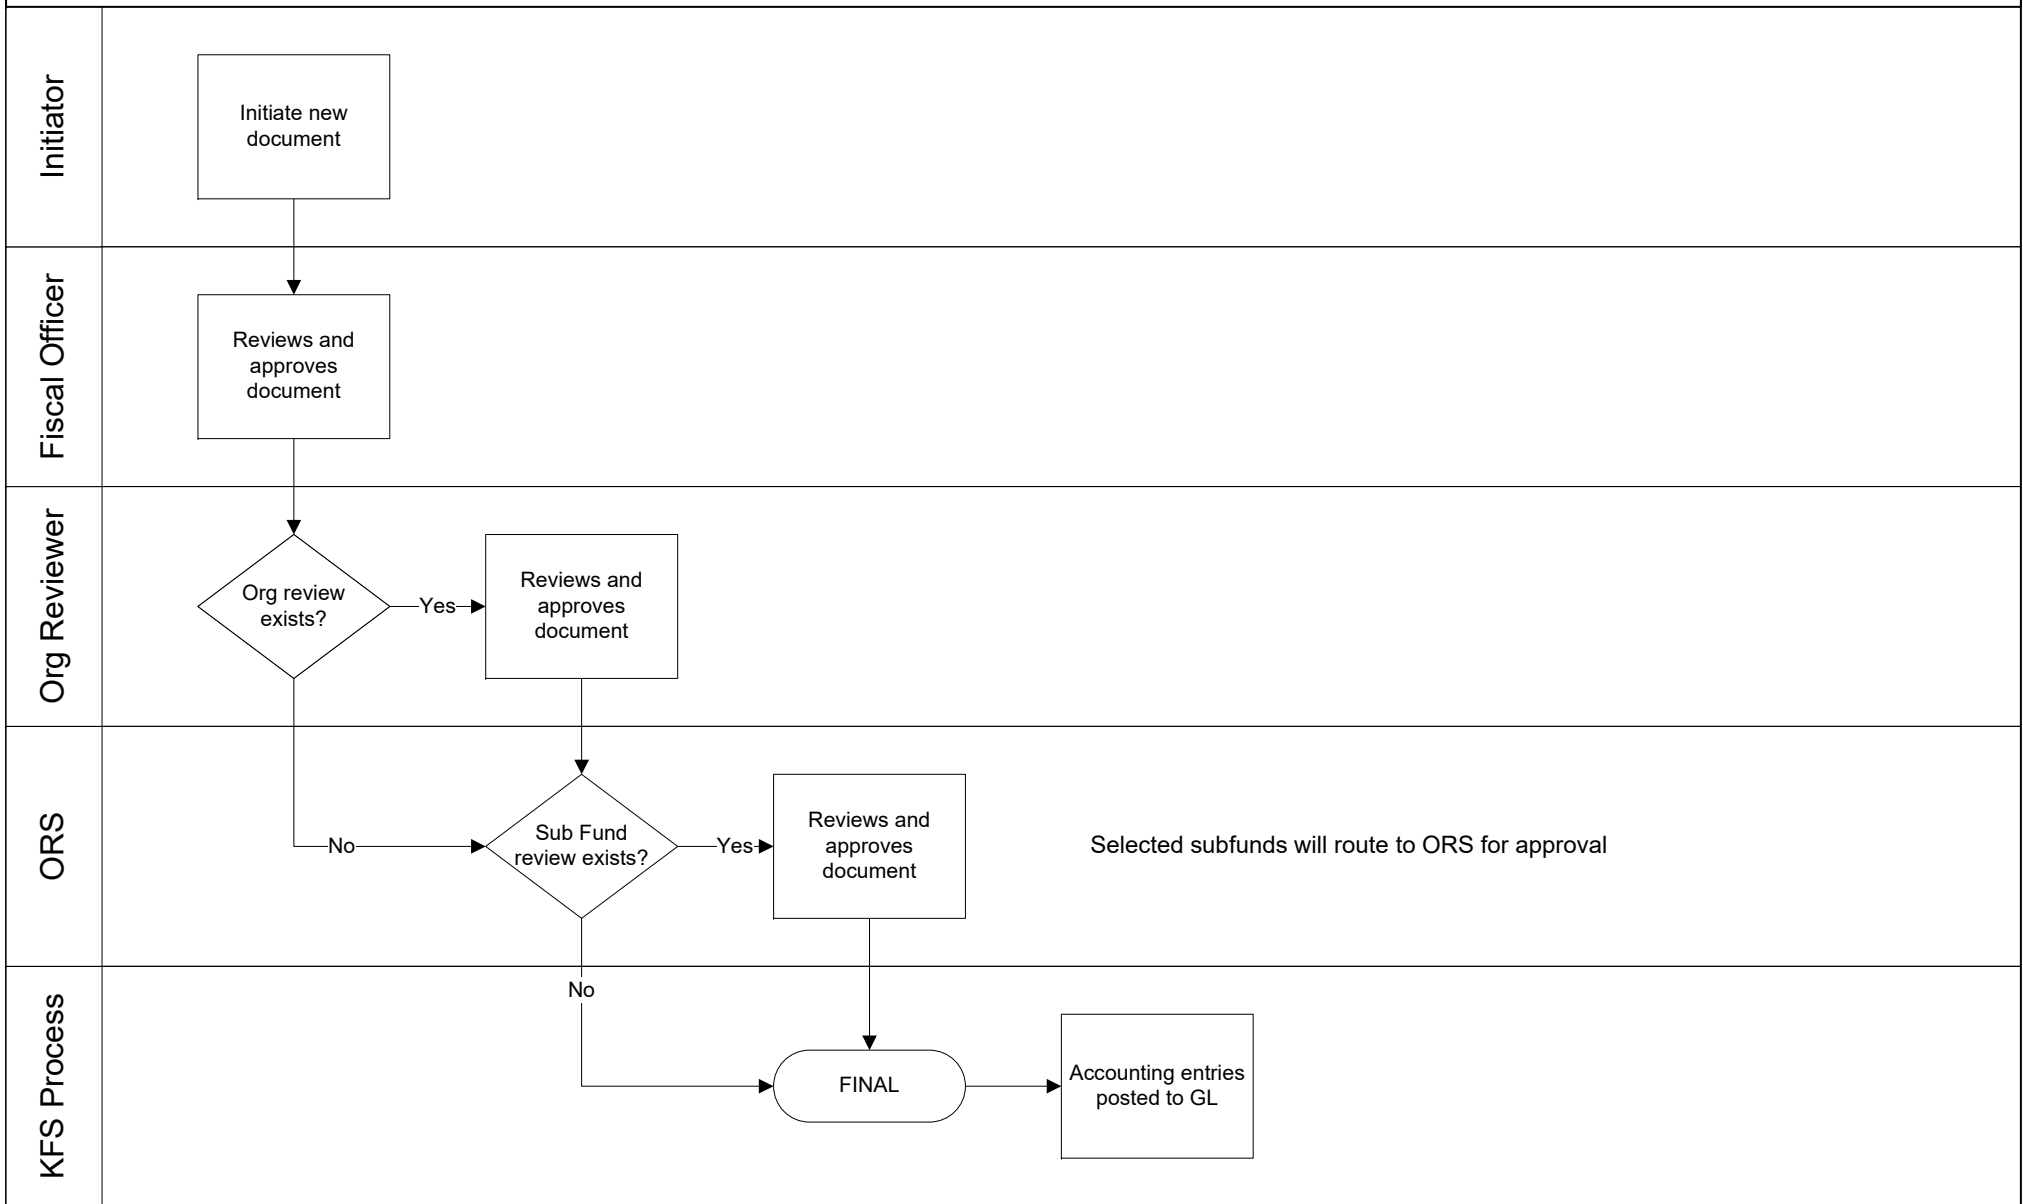 Initiator
Initiate new
document
Fiscal Officer
Reviews and
approves
document
Org Reviewer
Org review
exists?
Yes
Reviews and
approves
document
ORS
No
Sub Fund
review exists?
Yes
Reviews and
approves
document
Selected subfunds will route to ORS for approval
KFS Process
No
FINAL
Accounting entries
posted to GL